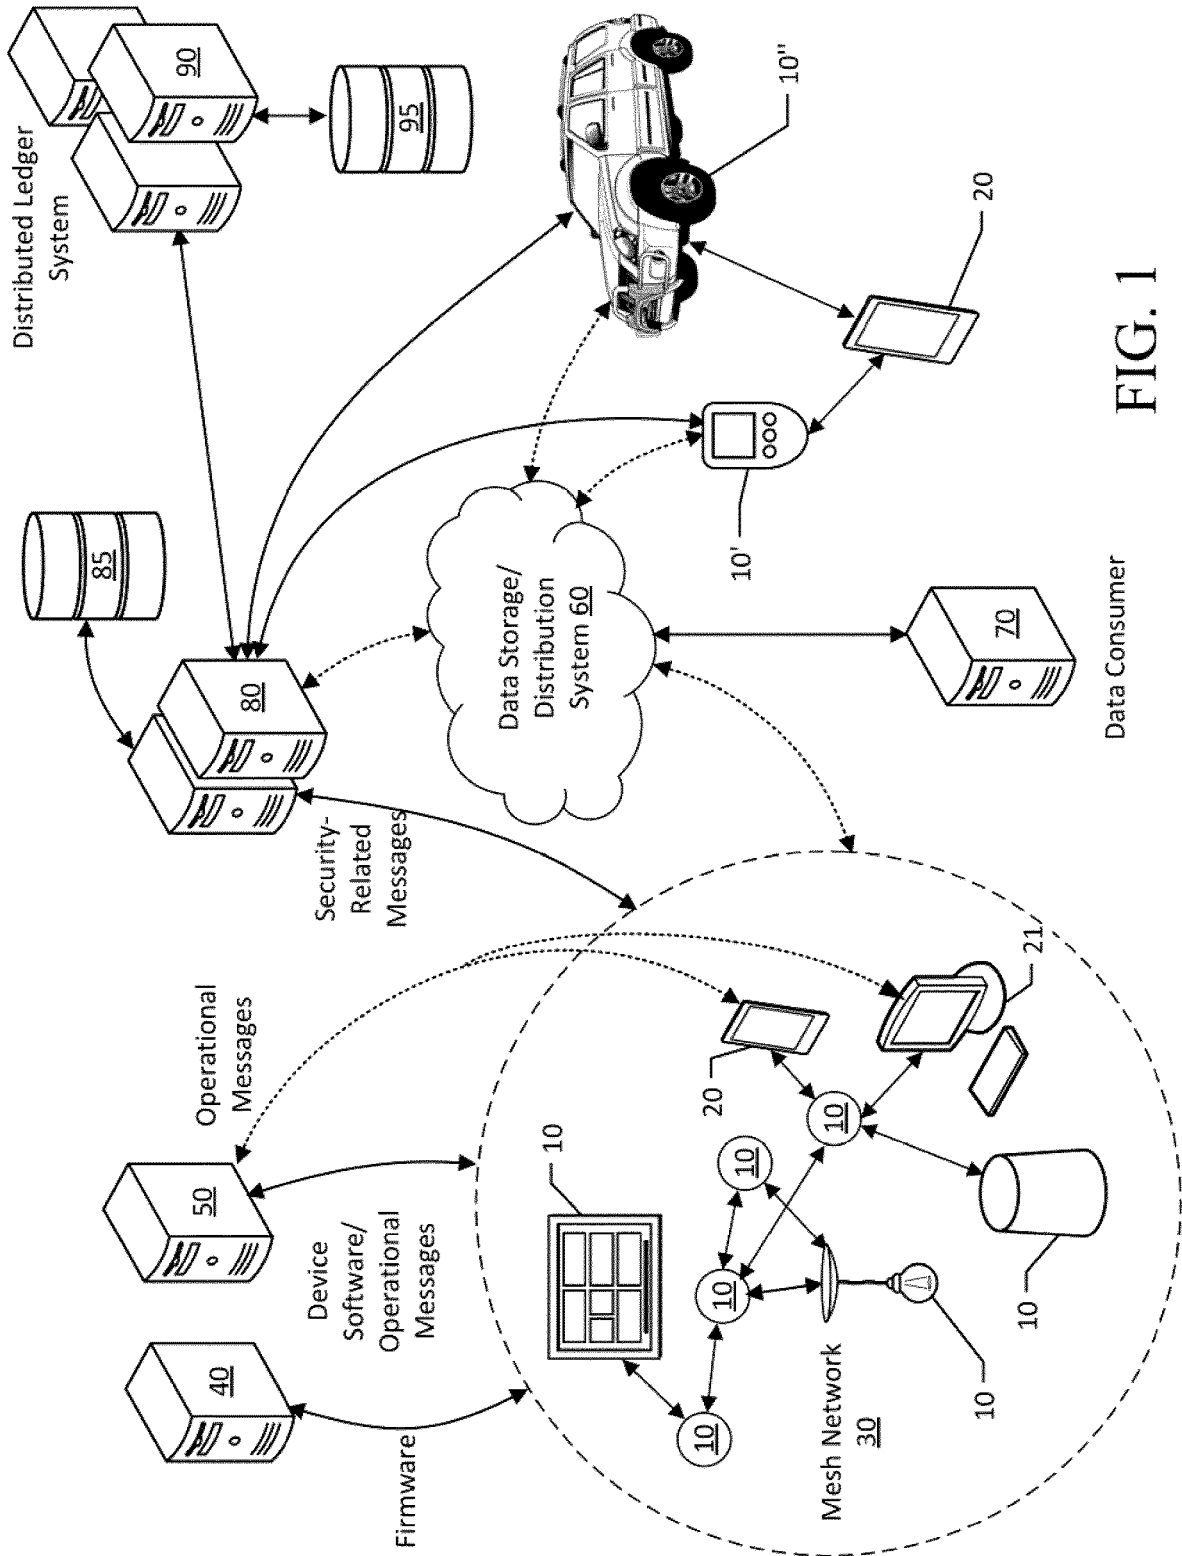 Distributed Ledger
System
90
85
95
80
50
40
Operational
Messages
Security-
Related
Messages
Firmware
Device
Software/
Operational
Messages
Data Storage/
Distribution
System 60
10
10
10
10
10
20
21
Mesh Network
30
10
10
10'
10"
20
70
Data Consumer
FIG. 1